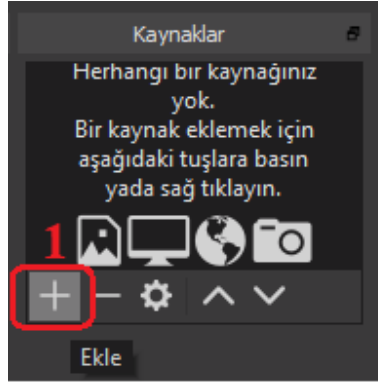 Kaynaklar
Herhangi bir kaynağınız
yok.
Bir kaynak eklemek için
aşağıdaki tuşlara basın
yada sağ tıklayın.
1
Ekle